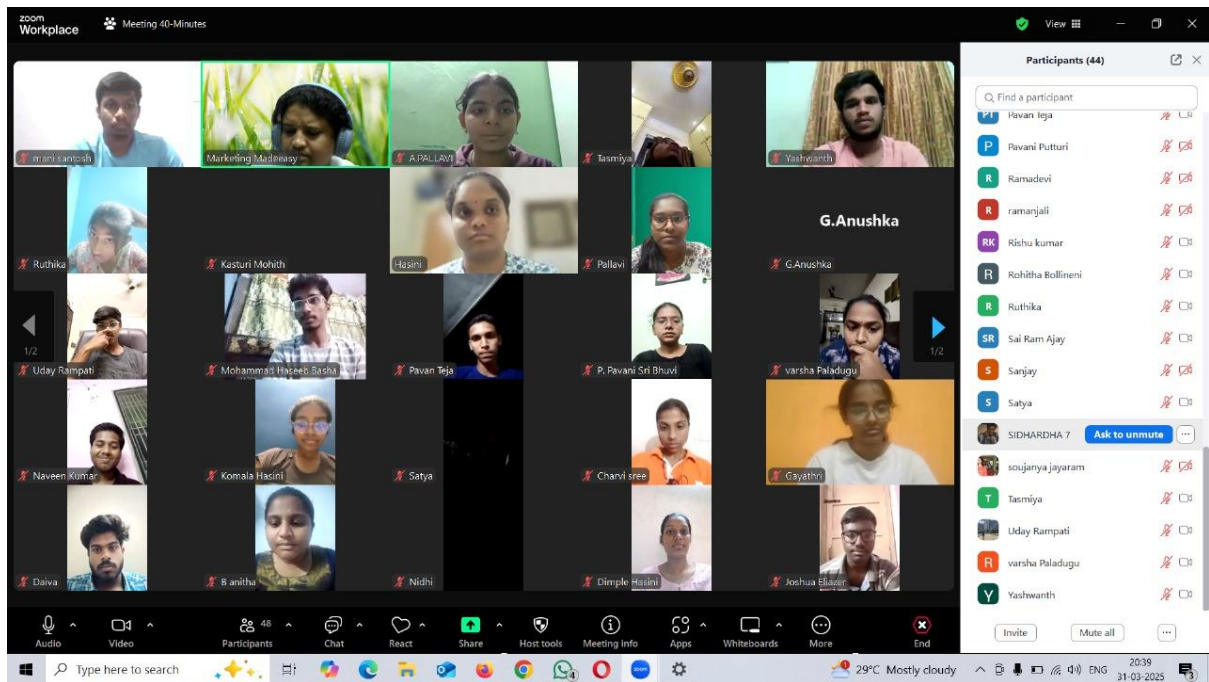 zoom
Workplace
Meeting 40-Minutes
View
Participants (44)
Find a participant
Pavan Teja
PT
P
Pavani Putturi
R
Ramadevi
R
ramanjali
RK
Rishu kumar
R
Rohitha Bollineni
R
Ruthika
SR
Sai Ram Ajay
S
Sanjay
S
Satya
SIDHARDHA 7
Ask to unmute
soujanya jayaram
T
Tasmiya
Uday Rampati
R
varsha Paladugu
Y
Yashwanth
Invite
Mute all
mani santosh
Marketing Madeeasy
A.PALLAVI
Tasmiya
Yashwanth
Ruthika
Kasturi Mohith
Hasini
Pallavi
G.Anushka
G.Anushka
1/2
1/2
Uday Rampati
Mohammad Haseeb Basha
Pavan Teja
P. Pavani Sri Bhuvi
varsha Paladugu
Naveen Kumar
Komala Hasini
Satya
Charvi sree
Gayathri
Daiva
B anitha
Nidhi
Dimple Hasini
Joshua Eliazer
Audio
Video
48
Participants
Chat
React
Share
Host tools
Meeting info
Apps
Whiteboards
More
End
Type here to search
4
zoom
29°C Mostly cloudy
ENG
20:39
31-03-2025
3